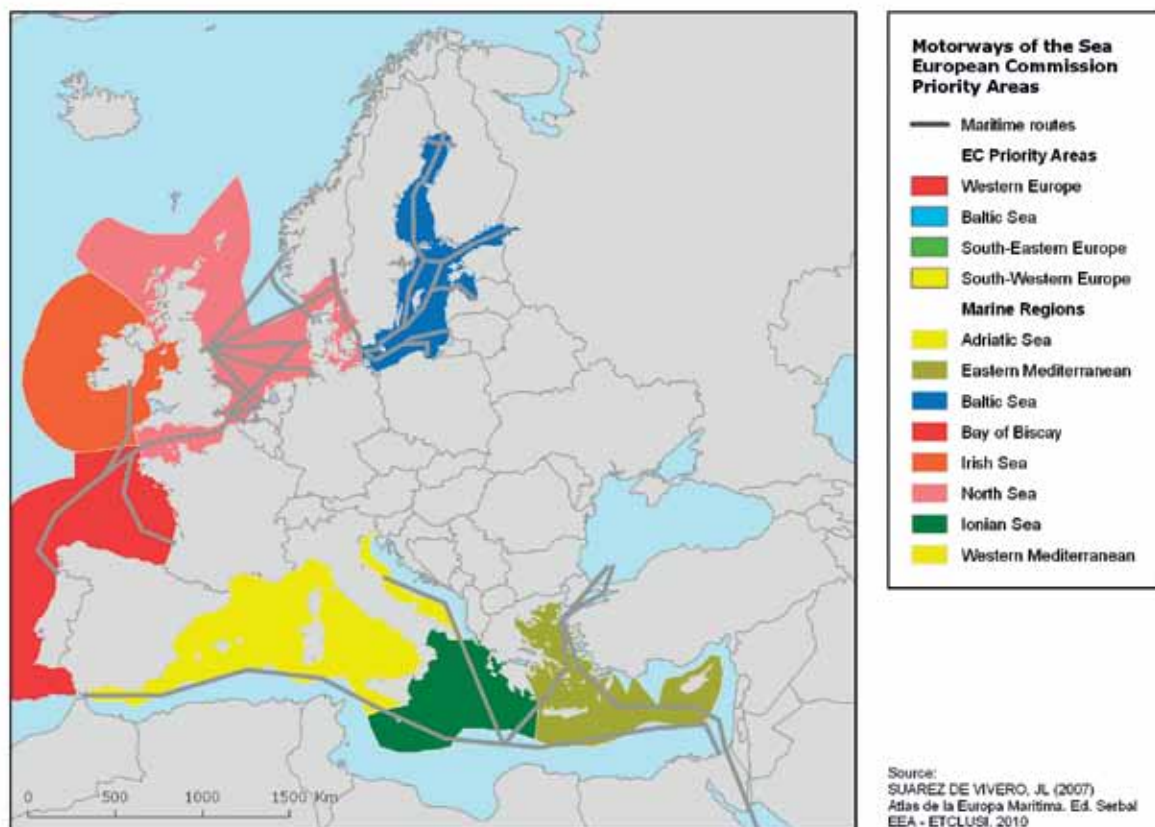 Motorways of the Sea
European Commission
Priority Areas
Maritime routes
EC Priority Areas
Western Europe
Baltic Sea
South-Eastern Europe
South-Western Europe
Marine Regions
Adriatic Sea
Eastern Mediterranean
Baltic Sea
Bay of Biscay
Irish Sea
North Sea
Ionian Sea
Western Mediterranean
0 500 1000 1500 Km
Source:
SUAREZ DE VIVERO, JL (2007)
Atlas de la Europa Maritima. Ed. Serbal
EEA - ETCLUSI, 2010